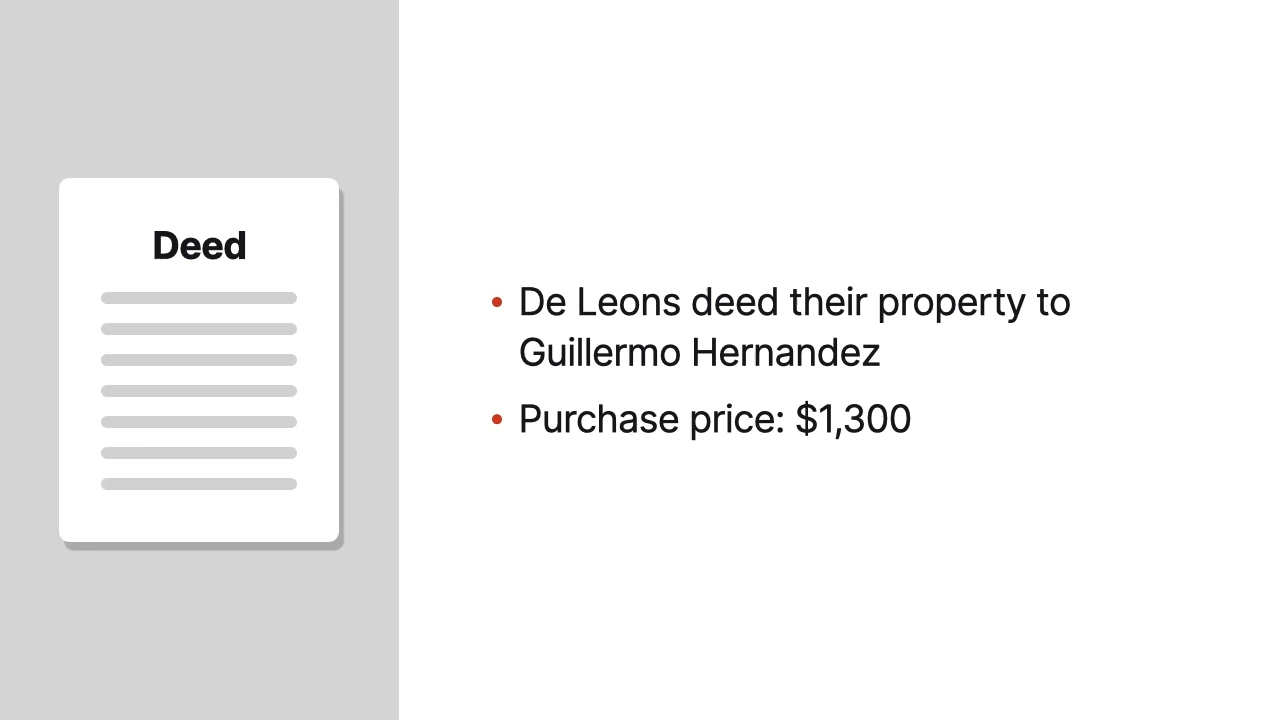 Deed
• De Leons deed their property to
Guillermo Hernandez
• Purchase price: $1,300